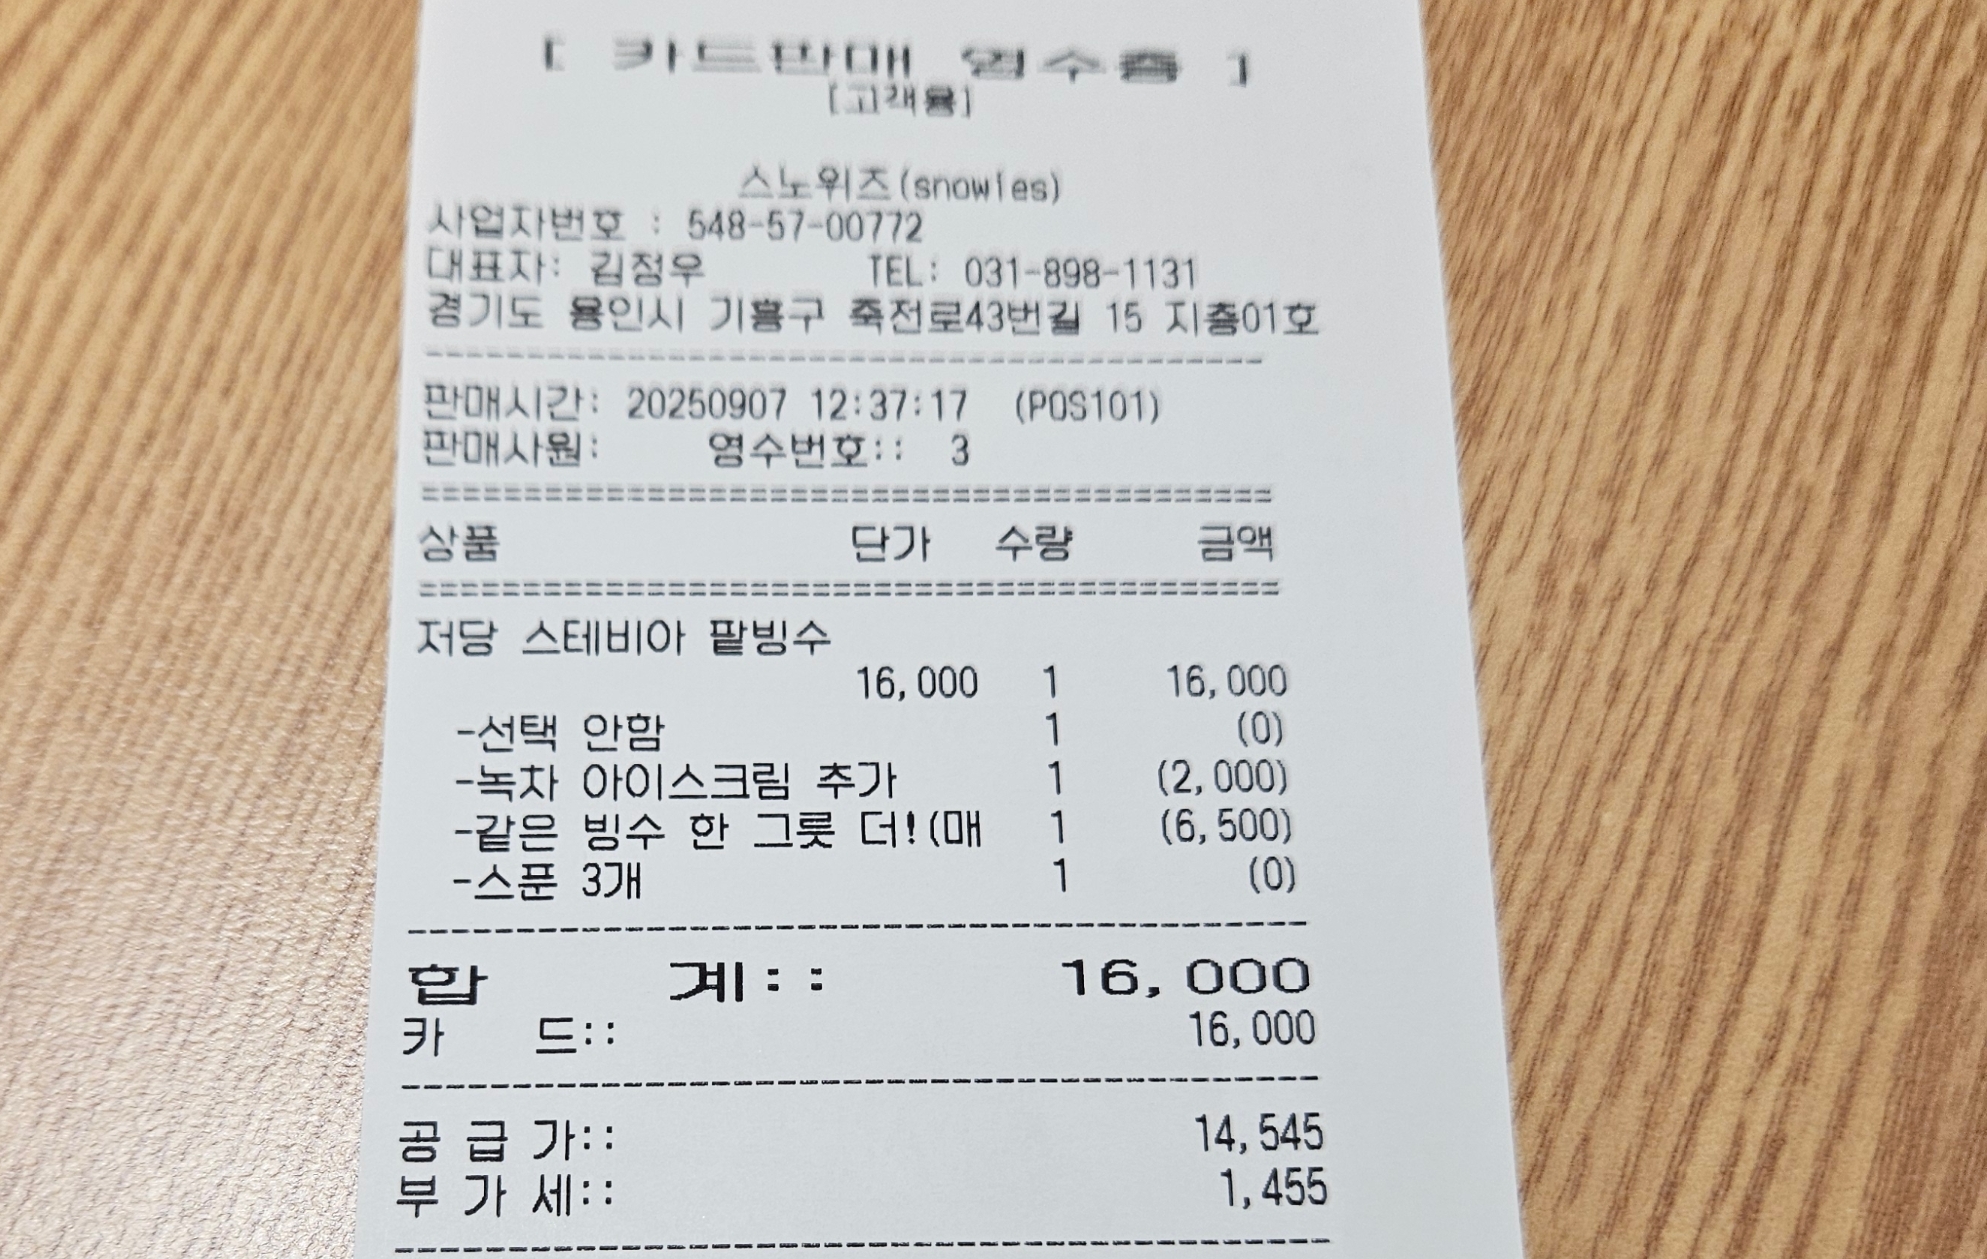 [ 카드판매 영수증 ]
[고객용]
스노위즈(snowies)
사업자번호 : 548-57-00772
대표자: 김정우 TEL: 031-898-1131
경기도 용인시 기흥구 죽전로43번길 15 지층01호
판매시간: 20250907 12:37:17 (POS101)
판매사원: 영수번호:: 3
상품 단가 수량 금액
저당 스테비아 팥빙수
16,000 1 16,000
-선택 안함 1 (0)
-녹차 아이스크림 추가 1 (2,000)
-같은 빙수 한 그릇 더!(매 1 (6,500)
-스푼 3개 1 (0)
합 계:: 16,000
카 드:: 16,000
공 급 가:: 14,545
부 가 세:: 1,455